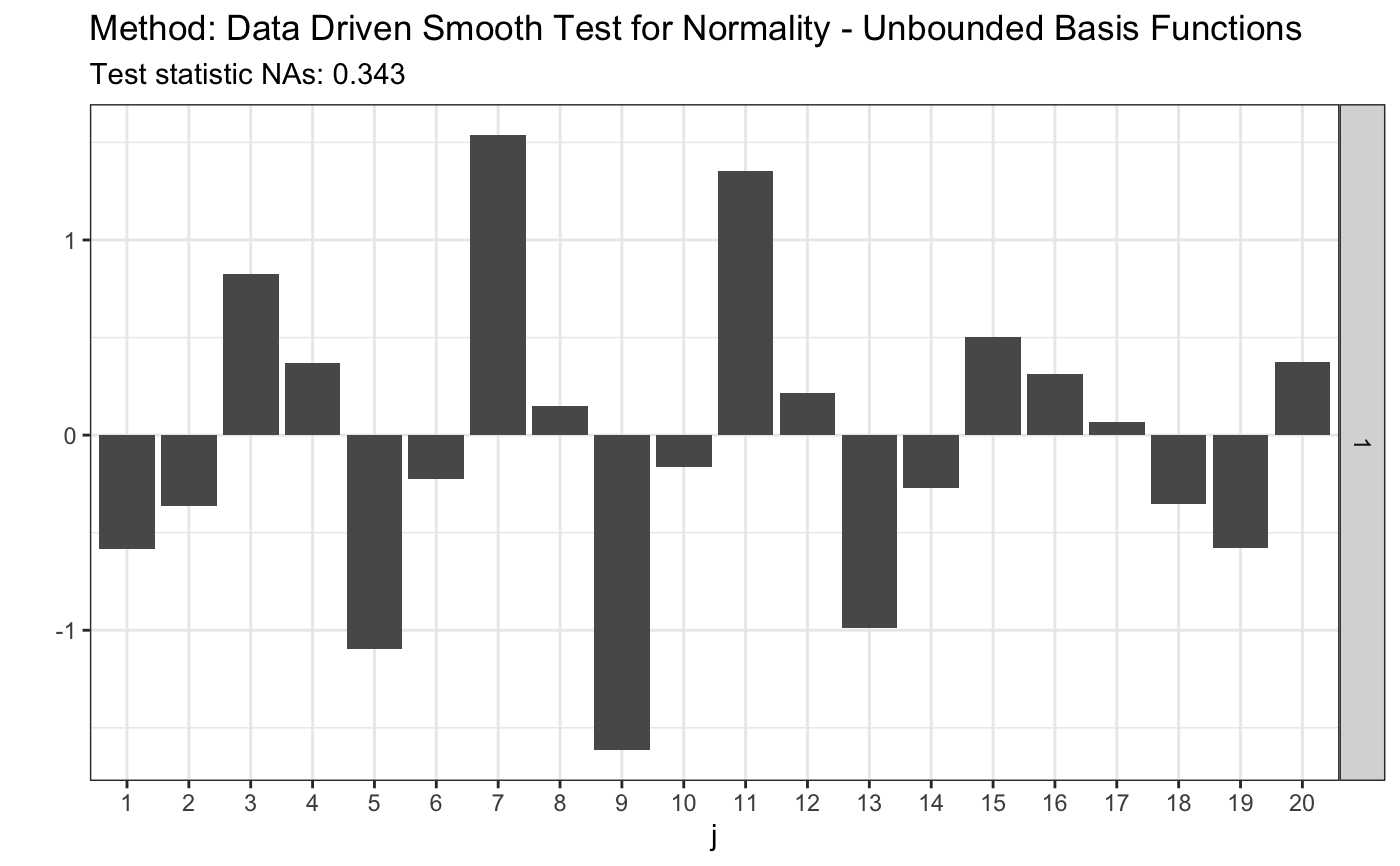 Method: Data Driven Smooth Test for Normality - Unbounded Basis Functions
Test statistic NAs: 0.343
1
0
-1
1
1 2 3 4 5 6 7 8 9 10 11 12 13 14 15 16 17 18 19 20
j